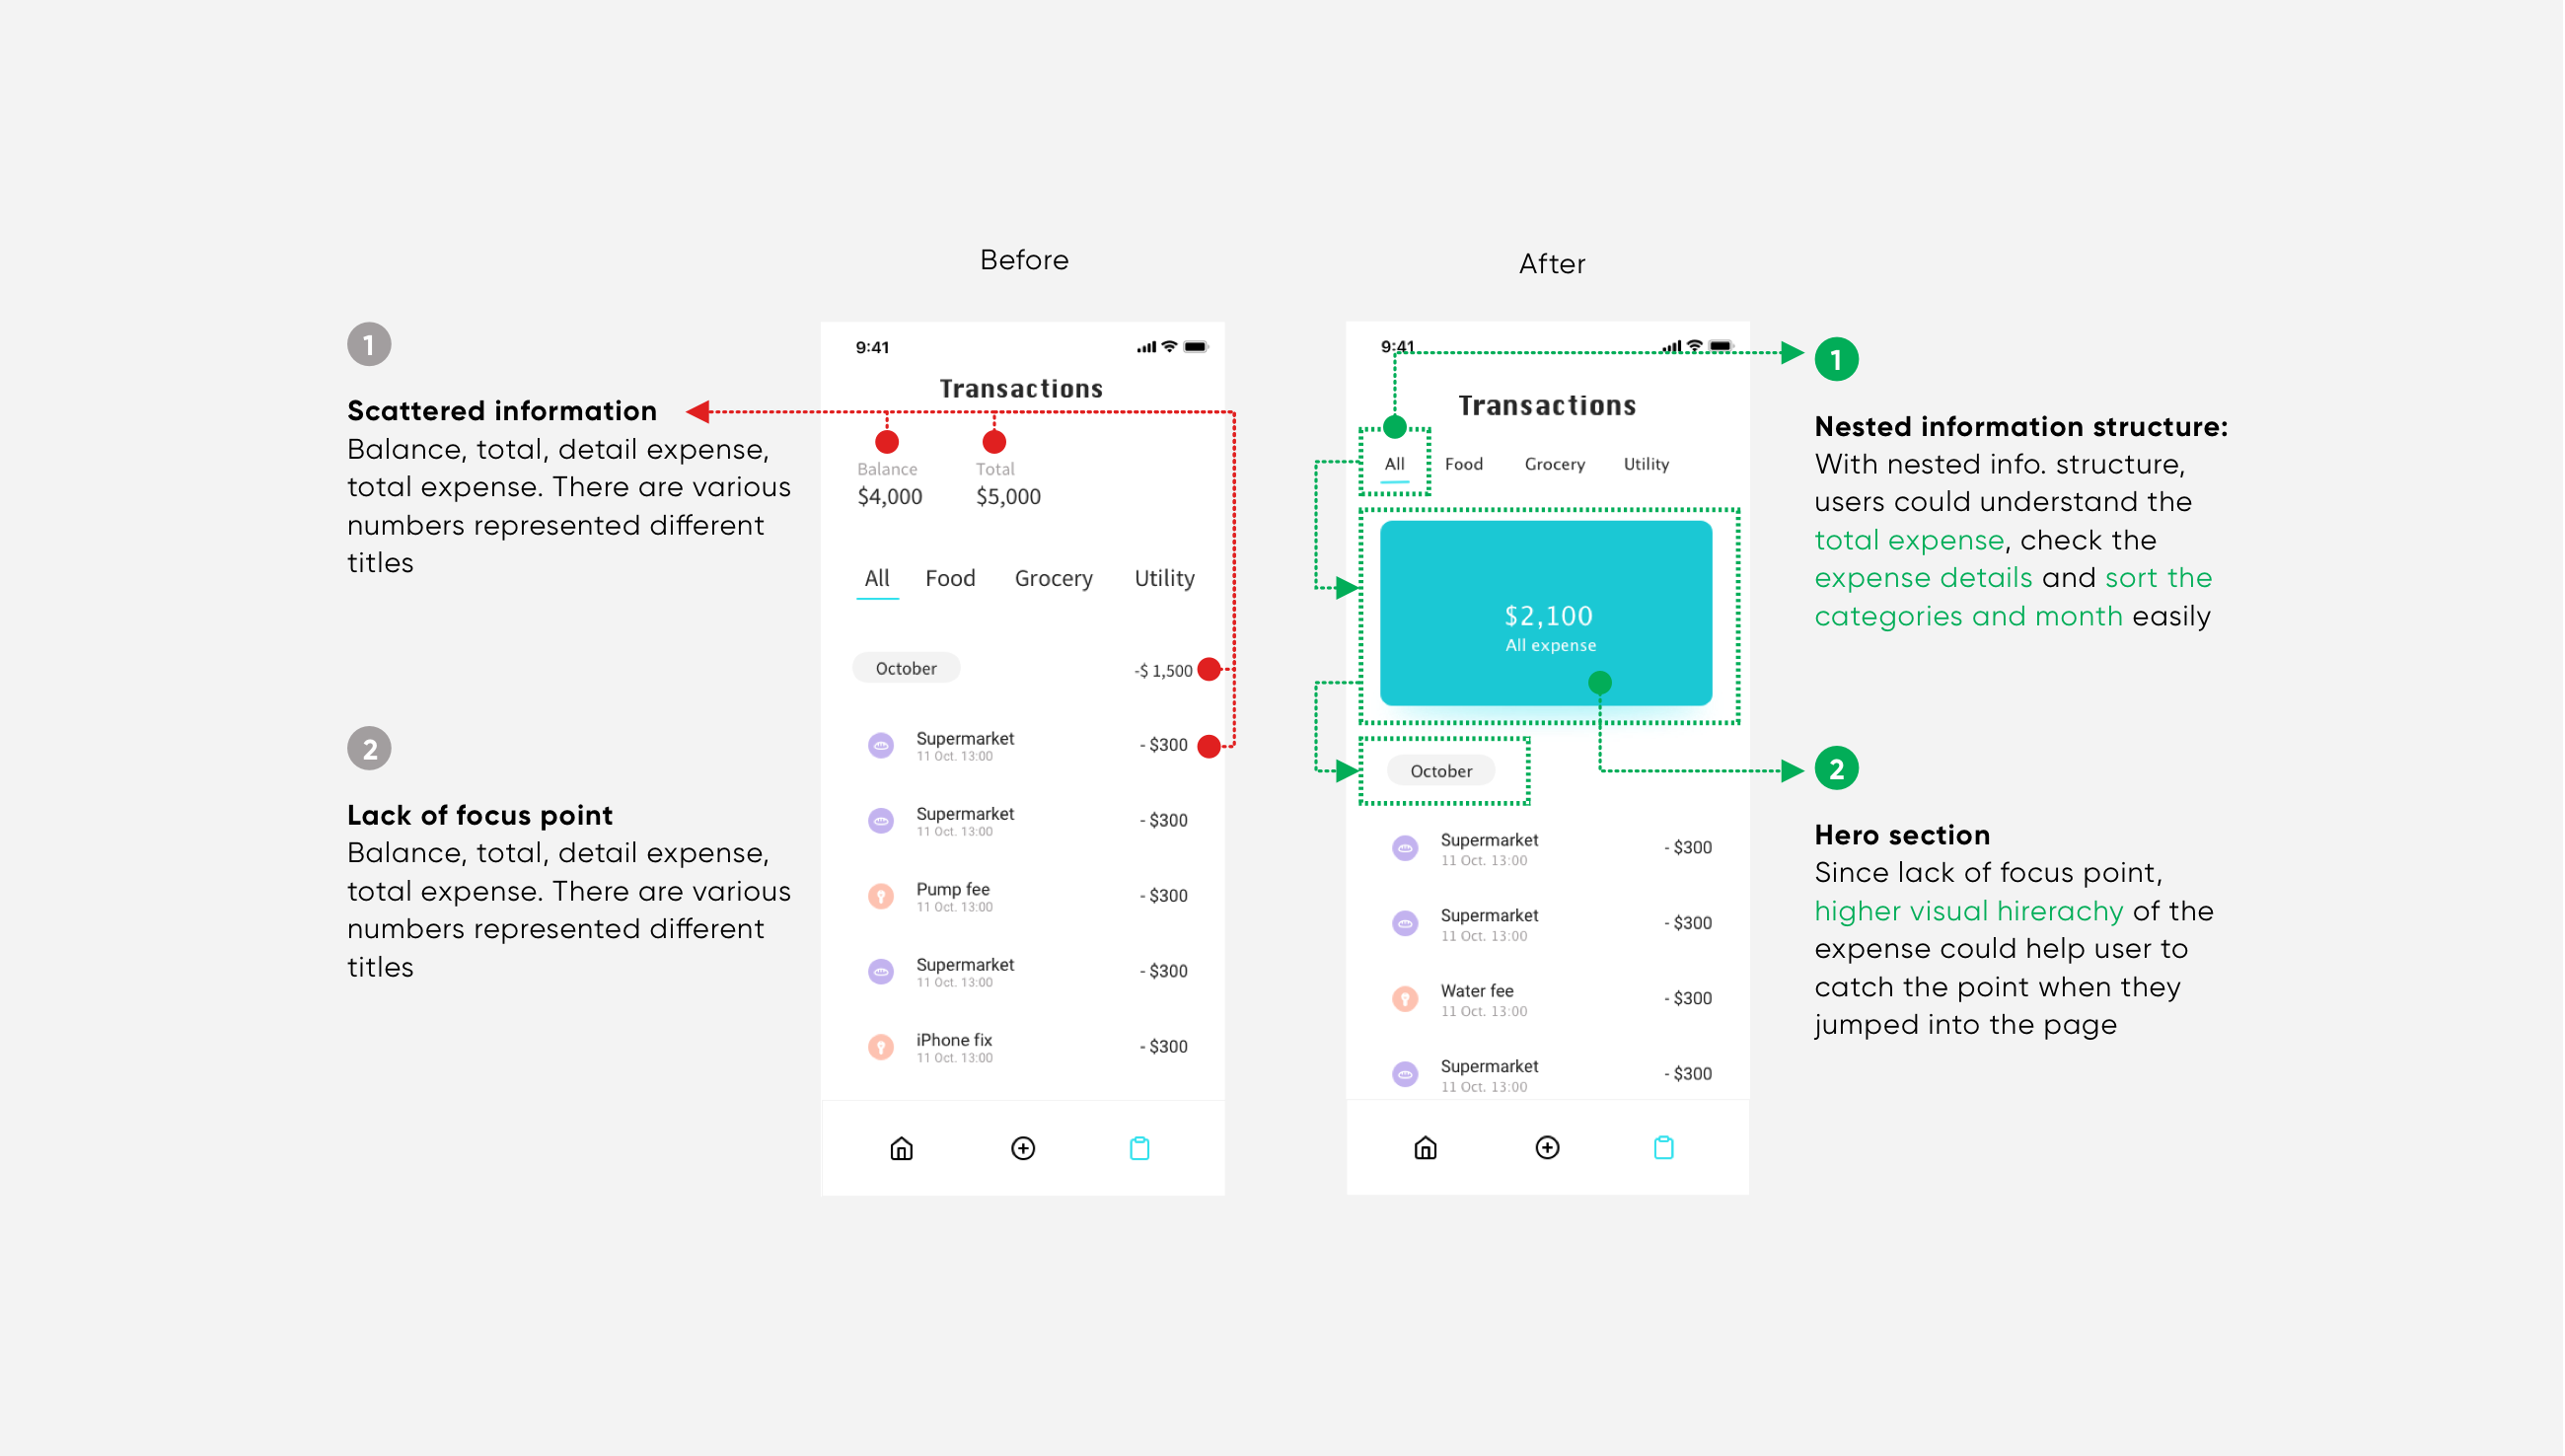 Before
After
1
Scattered information
Balance, total, detail expense,
total expense. There are various
numbers represented different
titles
2
Lack of focus point
Balance, total, detail expense,
total expense. There are various
numbers represented different
titles
9:41
Transactions
Balance
Total
$4,000
$5,000
All
Food
Grocery
Utility
October
-$ 1,500
Supermarket
11 Oct. 13:00
- $300
Supermarket
11 Oct. 13:00
- $300
Pump fee
11 Oct. 13:00
- $300
Supermarket
11 Oct. 13:00
- $300
iPhone fix
11 Oct. 13:00
- $300
9:41
Transactions
All
Food
Grocery
Utility
$2,100
All expense
October
Supermarket
11 Oct. 13:00
- $300
Supermarket
11 Oct. 13:00
- $300
Water fee
11 Oct. 13:00
- $300
Supermarket
11 Oct. 13:00
- $300
1
Nested information structure:
With nested info. structure,
users could understand the
total expense, check the
expense details and sort the
categories and month easily
2
Hero section
Since lack of focus point,
higher visual hirerachy of the
expense could help user to
catch the point when they
jumped into the page